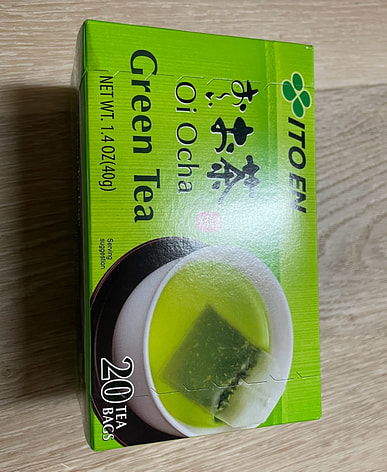 ITO EN
お～いお茶
Oi Ocha
Green Tea
NET WT. 1.4 OZ (40g)
Serving
suggestion
20 TEA
BAGS